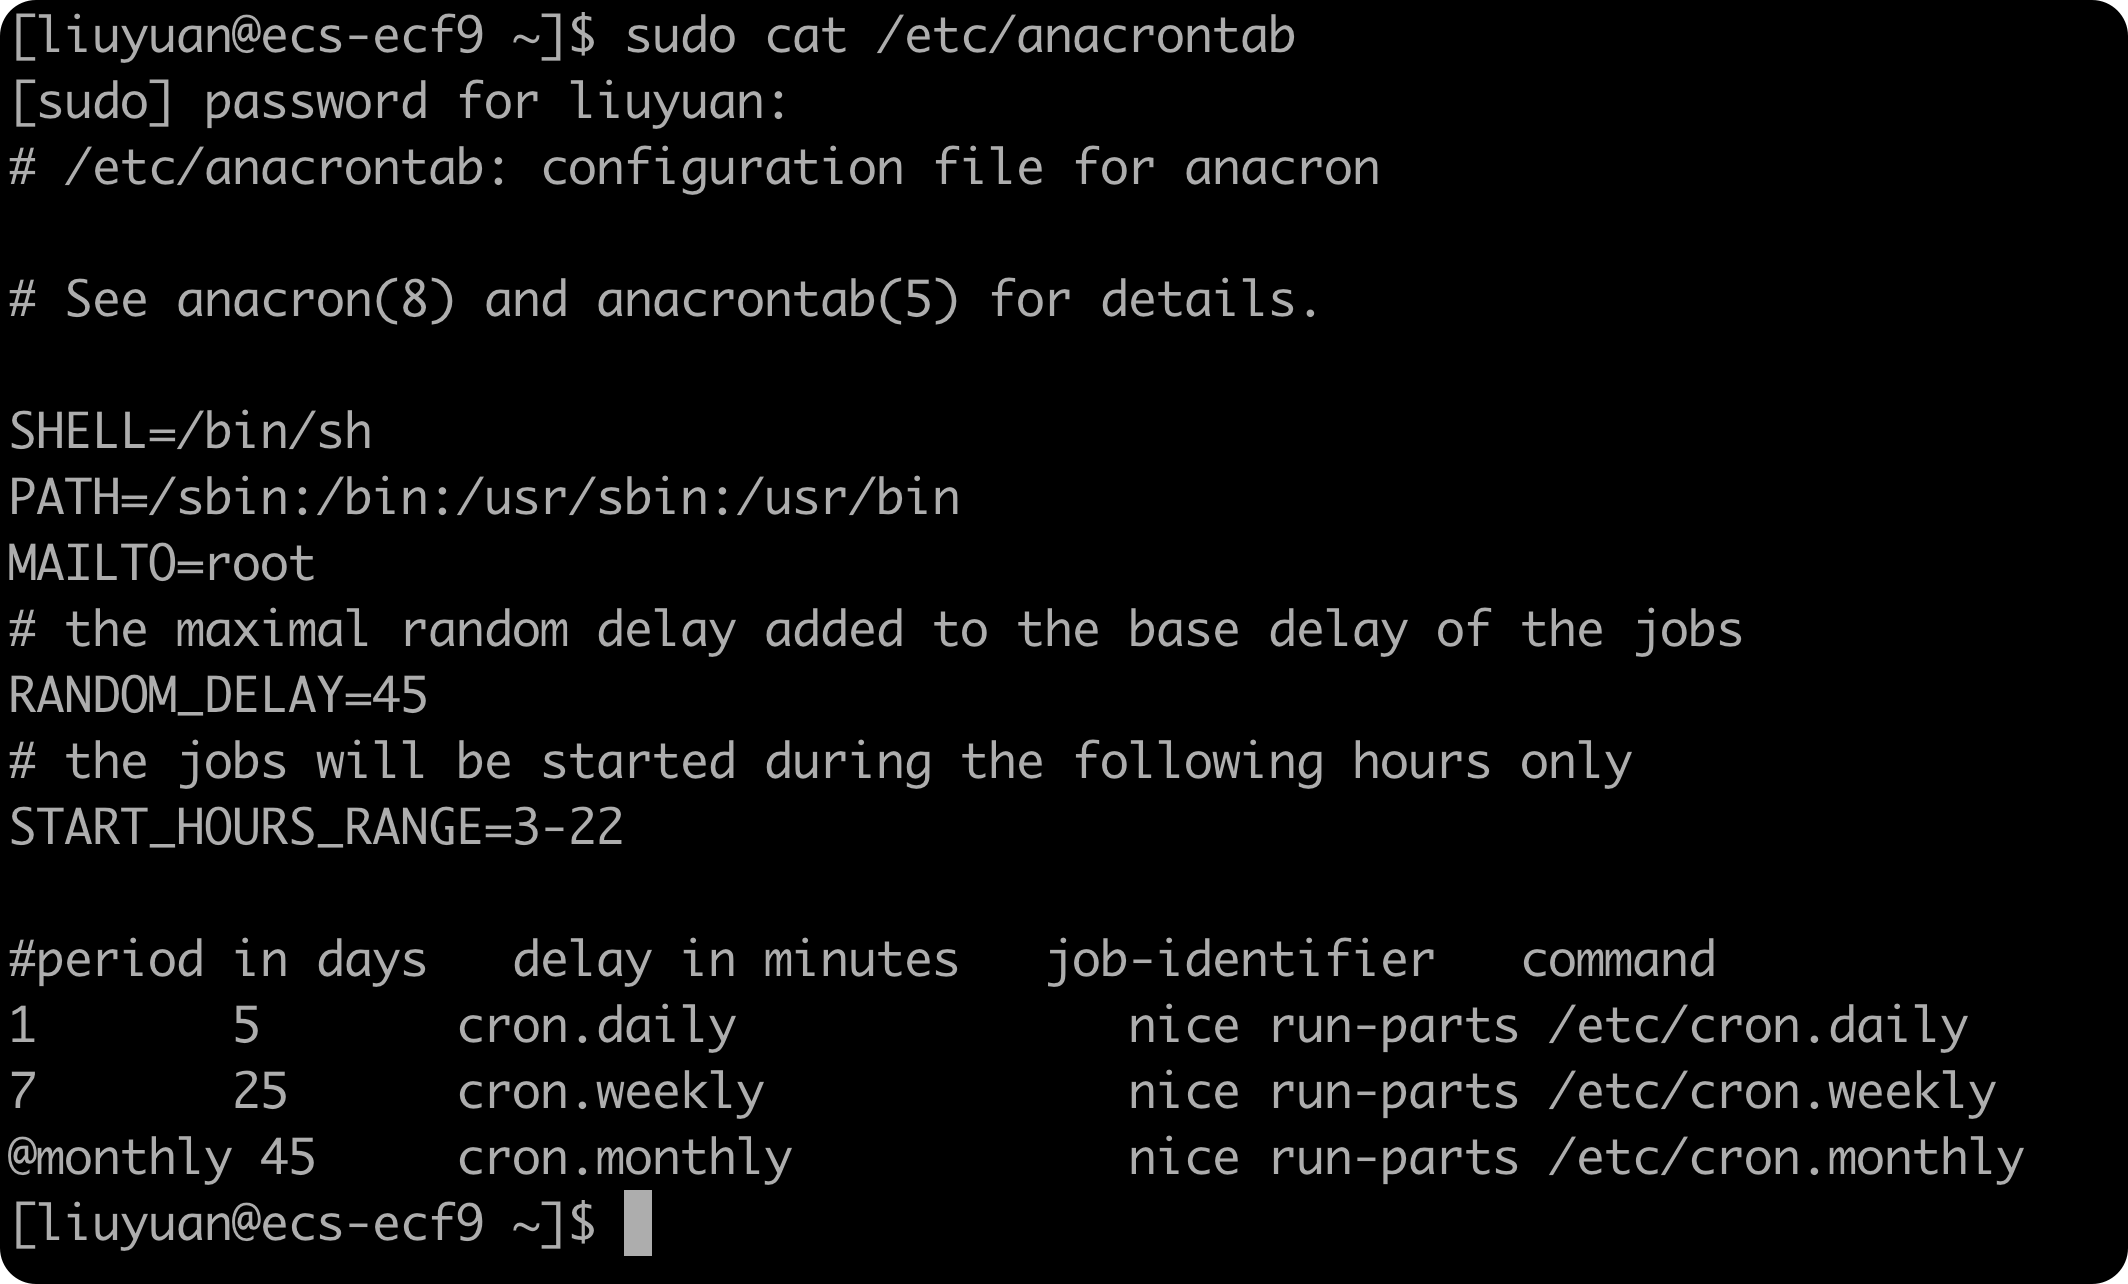 [liuyuan@ecs-ecf9 ~]$ sudo cat /etc/anacrontab
[sudo] password for liuyuan:
# /etc/anacrontab: configuration file for anacron
# See anacron(8) and anacrontab(5) for details.
SHELL=/bin/sh
PATH=/sbin:/bin:/usr/sbin:/usr/bin
MAILTO=root
# the maximal random delay added to the base delay of the jobs
RANDOM_DELAY=45
# the jobs will be started during the following hours only
START_HOURS_RANGE=3-22
#period in days   delay in minutes   job-identifier   command
1       5       cron.daily              nice run-parts /etc/cron.daily
7       25      cron.weekly             nice run-parts /etc/cron.weekly
@monthly 45     cron.monthly            nice run-parts /etc/cron.monthly
[liuyuan@ecs-ecf9 ~]$